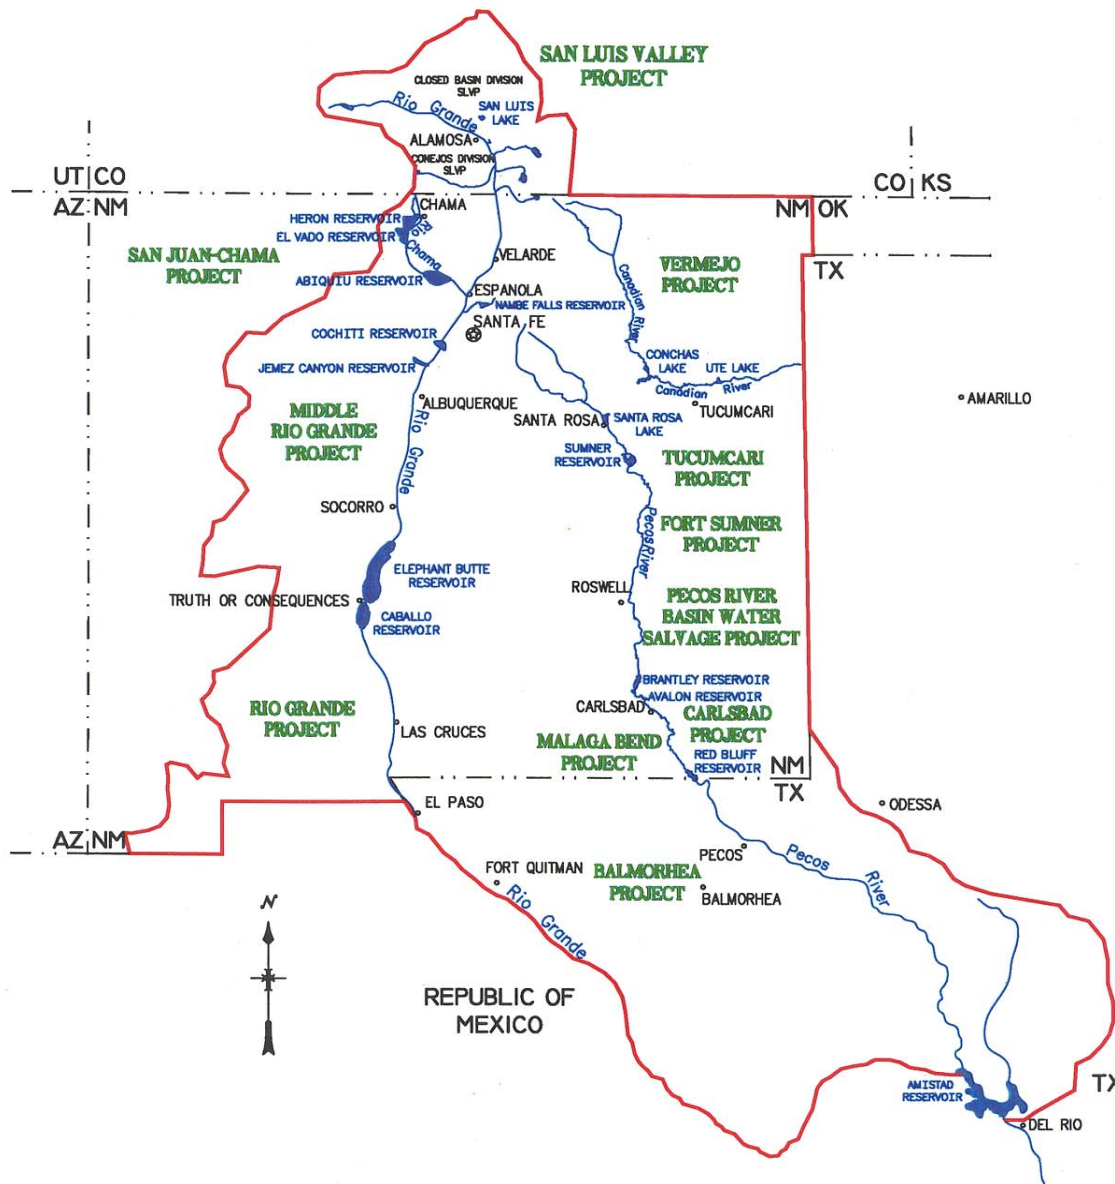 SAN LUIS VALLEY
PROJECT
CLOSED BASIN DIVISION
SLVP
Rio Grande
SAN LUIS
LAKE
ALAMOSA
CONEJOS DIVISION
SLVP
UT CO
CO KS
AZ NM
NM OK
CHAMA
HERON RESERVOIR
EL VADO RESERVOIR
Rio Chama
SAN JUAN-CHAMA
PROJECT
VELARDE
VERMEJO
PROJECT
TX
ABIQUIU RESERVOIR
Canadian River
ESPANOLA
NAMBE FALLS RESERVOIR
SANTA FE
COCHITI RESERVOIR
JEMEZ CANYON RESERVOIR
CONCHAS
LAKE
UTE LAKE
Canadian River
ALBUQUERQUE
AMARILLO
TUCUMCARI
MIDDLE
RIO GRANDE
PROJECT
Rio Grande
SANTA ROSA
SANTA ROSA
LAKE
SUMNER
RESERVOIR
TUCUMCARI
PROJECT
SOCORRO
Pecos River
FORT SUMNER
PROJECT
ELEPHANT BUTTE
RESERVOIR
TRUTH OR CONSEQUENCES
CABALLO
RESERVOIR
ROSWELL
PECOS RIVER
BASIN WATER
SALVAGE PROJECT
BRANTLEY RESERVOIR
AVALON RESERVOIR
CARLSBAD
CARLSBAD
PROJECT
RIO GRANDE
PROJECT
LAS CRUCES
MALAGA BEND
PROJECT
RED BLUFF
RESERVOIR
NM
TX
EL PASO
ODESSA
AZ NM
PECOS
Pecos River
FORT QUITMAN
BALMORHEA
PROJECT
BALMORHEA
Rio Grande
N
REPUBLIC OF
MEXICO
AMISTAD
RESERVOIR
TX
DEL RIO